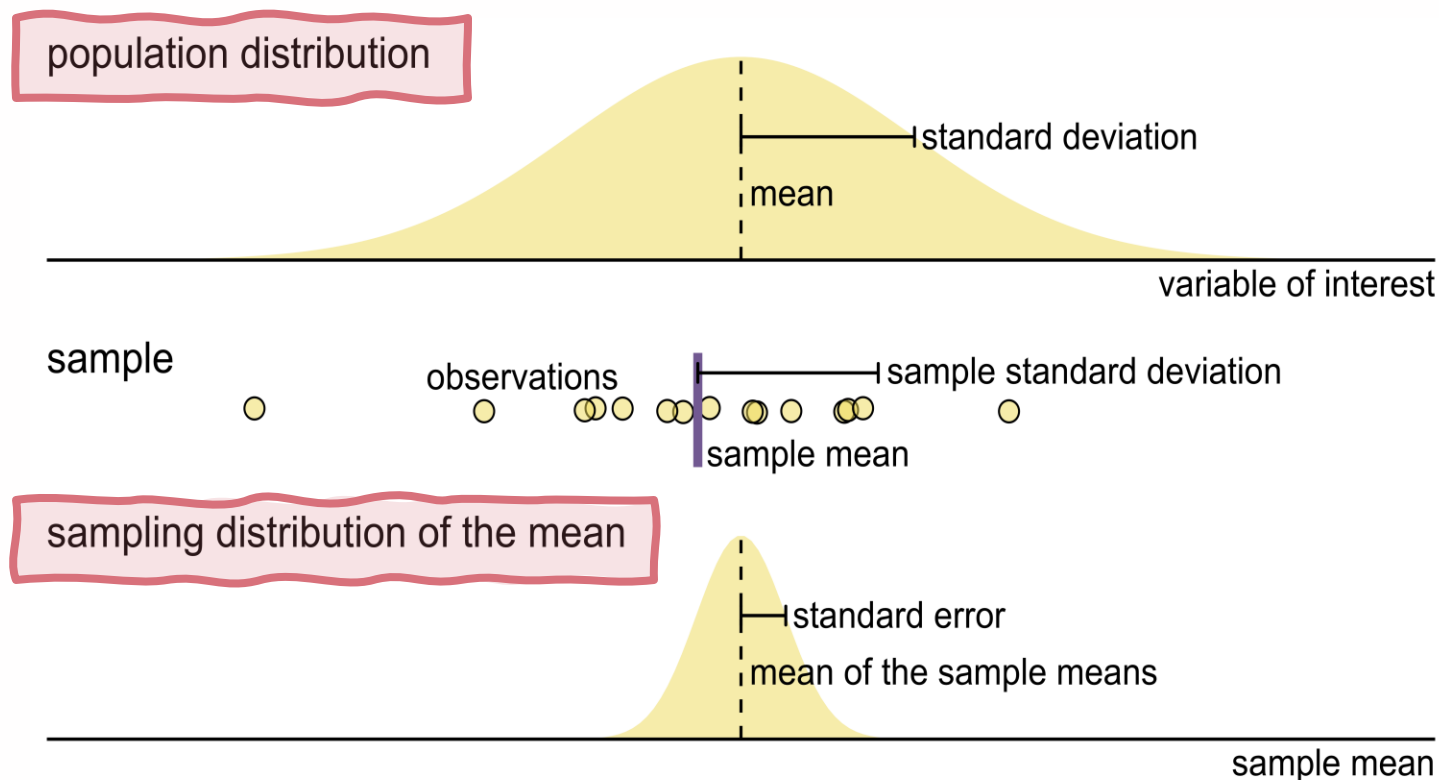 population distribution
standard deviation
mean
variable of interest
sample
observations
sample standard deviation
sample mean
sampling distribution of the mean
standard error
mean of the sample means
sample mean